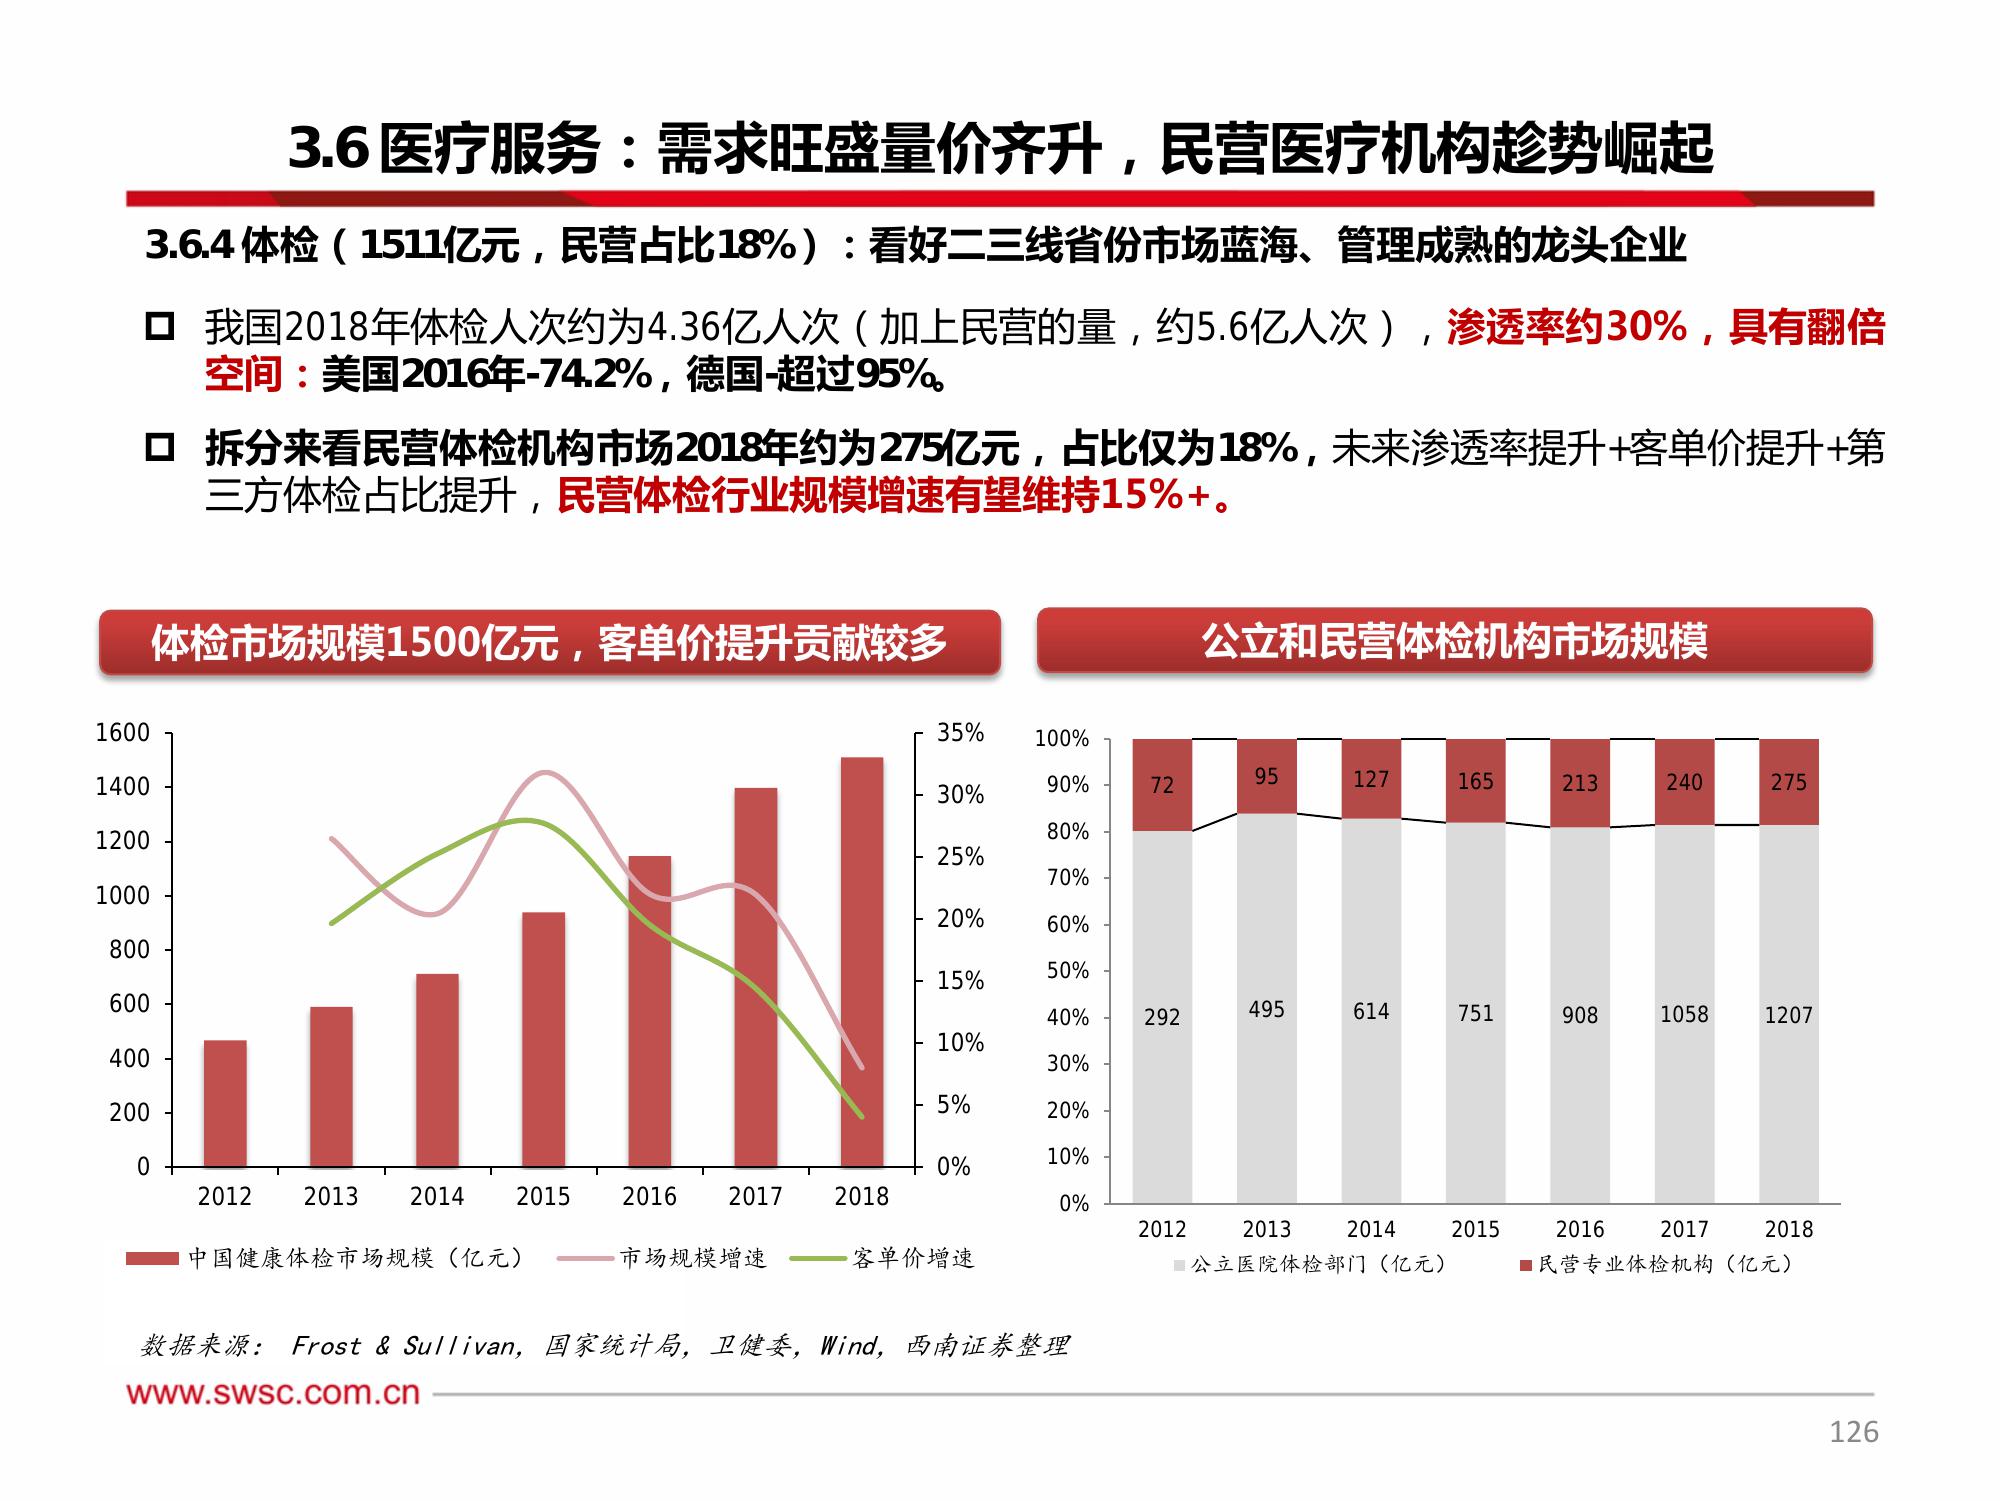 3.6 医疗服务：需求旺盛量价齐升，民营医疗机构趁势崛起
3.6.4 体检（1511亿元，民营占比18%）：看好二三线省份市场蓝海、管理成熟的龙头企业
我国2018年体检人次约为4.36亿人次（加上民营的量，约5.6亿人次），渗透率约30%，具有翻倍
空间：美国2016年-74.2%，德国-超过95%。
拆分来看民营体检机构市场2018年约为275亿元，占比仅为18%，未来渗透率提升+客单价提升+第
三方体检占比提升，民营体检行业规模增速有望维持15%+。
体检市场规模1500亿元，客单价提升贡献较多
1600
1400
1200
1000
800
600
400
200
0
35%
30%
25%
20%
15%
10%
5%
0%
2012 2013 2014 2015 2016 2017 2018
中国健康体检市场规模（亿元） 市场规模增速 客单价增速
公立和民营体检机构市场规模
100%
90%
80%
70%
60%
50%
40%
30%
20%
10%
0%
72 95 127 165 213 240 275
292 495 614 751 908 1058 1207
2012 2013 2014 2015 2016 2017 2018
公立医院体检部门（亿元） 民营专业体检机构（亿元）
数据来源： Frost & Sullivan, 国家统计局, 卫健委, Wind, 西南证券整理
www.swsc.com.cn
126